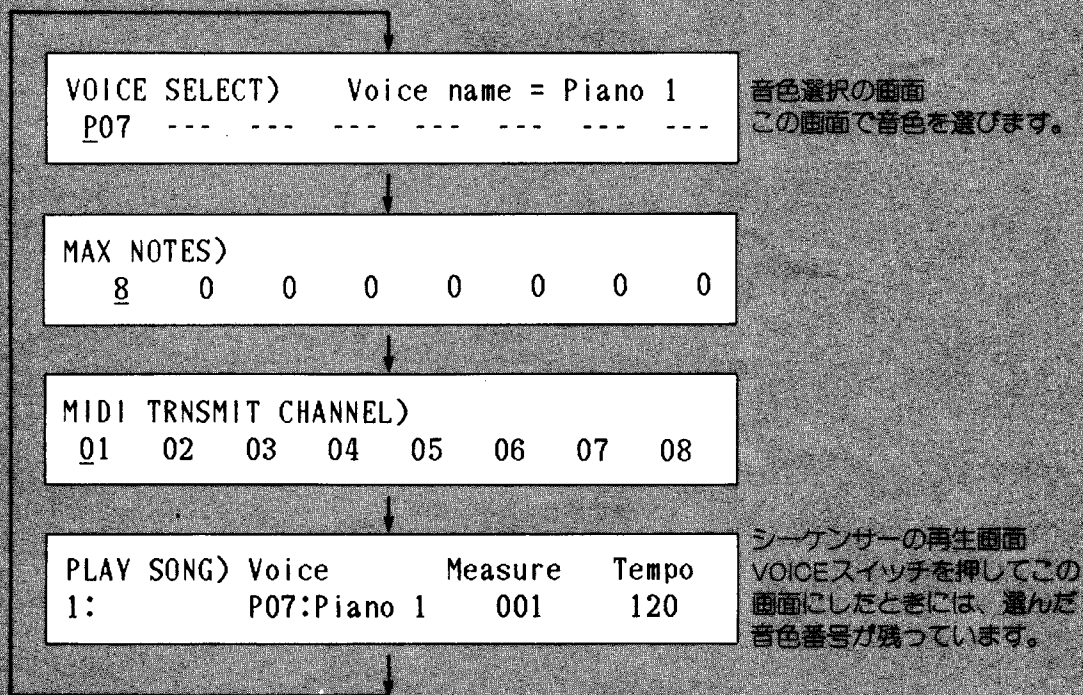 VOICE SELECT) Voice name = Piano 1
P07 --- --- --- --- --- --- ---
音色選択の画面
この画面で音色を選びます。
MAX NOTES)
8 0 0 0 0 0 0 0
MIDI TRNSMIT CHANNEL)
01 02 03 04 05 06 07 08
PLAY SONG) Voice Measure Tempo
1: P07:Piano 1 001 120
シーケンサーの再生画面
VOICEスイッチを押してこの
画面にしたときには、選んだ
音色番号が残っています。